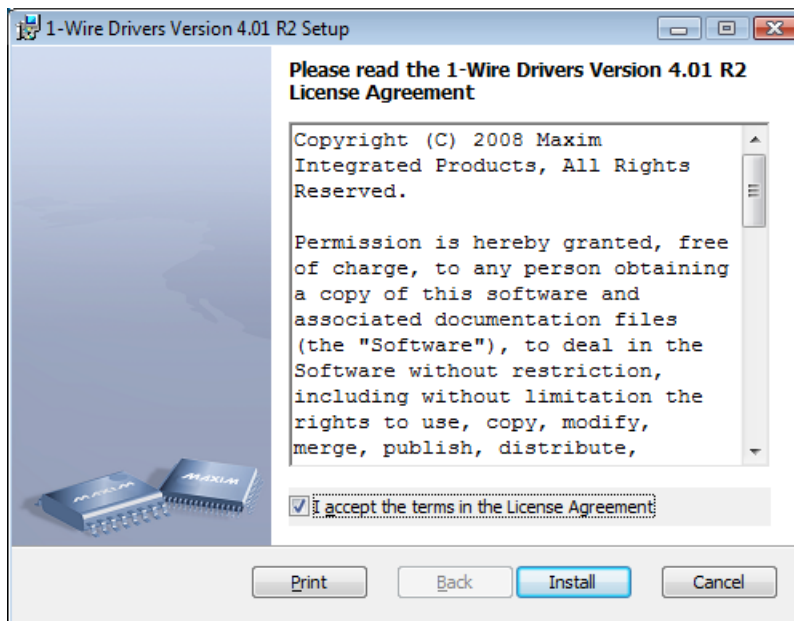 1-Wire Drivers Version 4.01 R2 Setup
Please read the 1-Wire Drivers Version 4.01 R2
License Agreement
Copyright (C) 2008 Maxim
Integrated Products, All Rights
Reserved.
Permission is hereby granted, free
of charge, to any person obtaining
a copy of this software and
associated documentation files
(the "Software"), to deal in the
Software without restriction,
including without limitation the
rights to use, copy, modify,
merge, publish, distribute,
MAXIM
MAXIM
I accept the terms in the License Agreement
Print
Back
Install
Cancel